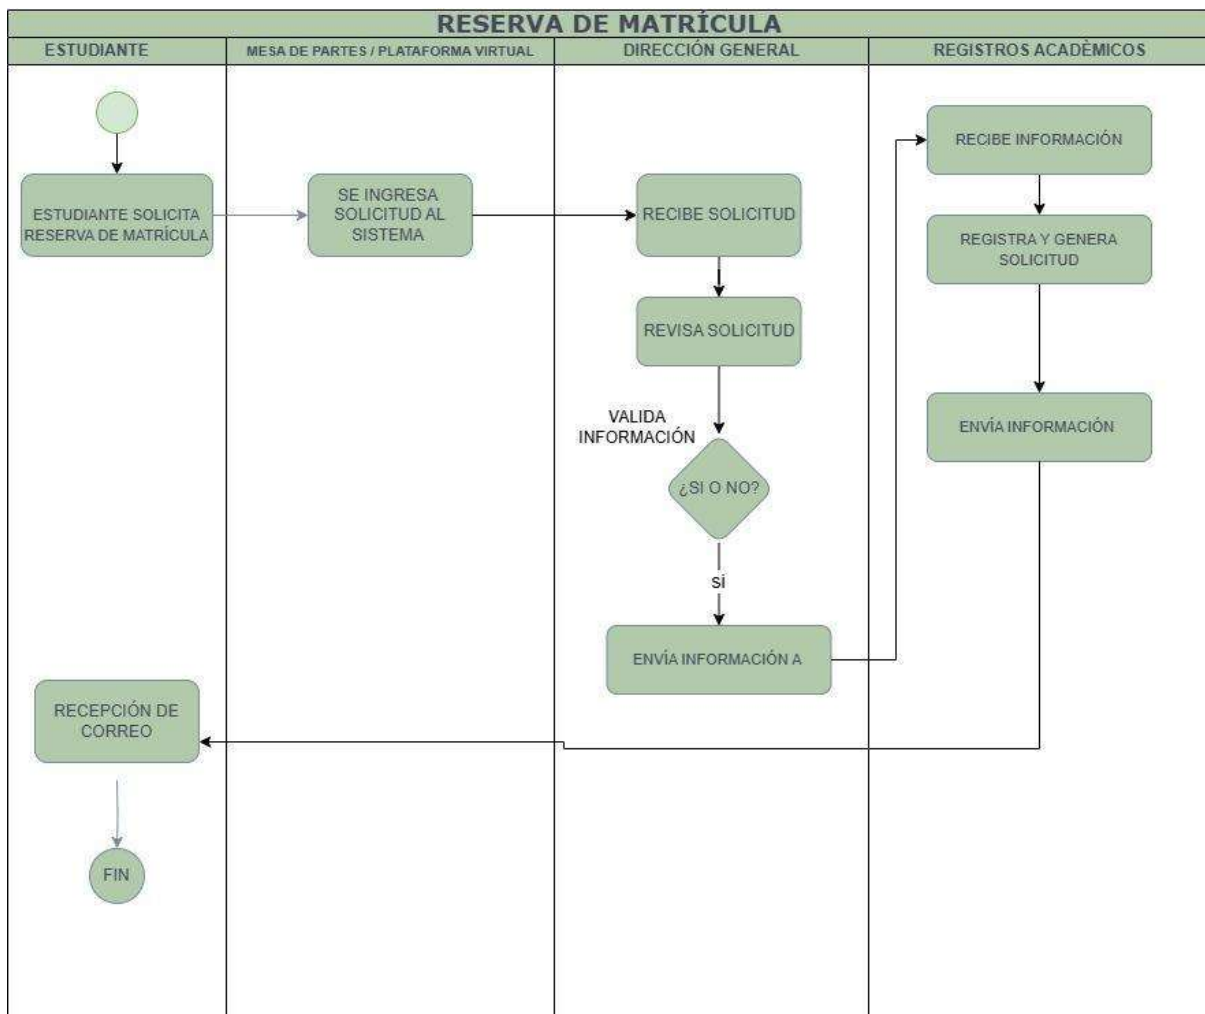 RESERVA DE MATRÍCULA
ESTUDIANTE
MESA DE PARTES / PLATAFORMA VIRTUAL
DIRECCIÓN GENERAL
REGISTROS ACADÈMICOS
ESTUDIANTE SOLICITA
RESERVA DE MATRÍCULA
SE INGRESA
SOLICITUD AL
SISTEMA
RECIBE SOLICITUD
REVISA SOLICITUD
VALIDA
INFORMACIÓN
¿SI O NO?
SÍ
ENVÍA INFORMACIÓN A
RECIBE INFORMACIÓN
REGISTRA Y GENERA
SOLICITUD
ENVÍA INFORMACIÓN
RECEPCIÓN DE
CORREO
FIN